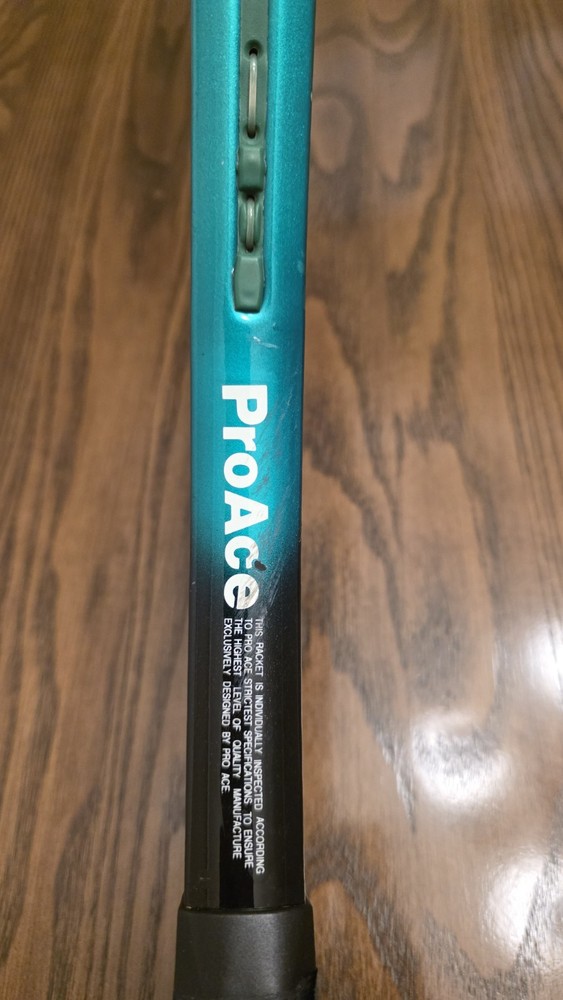 ProAce
THIS RACKET IS INDIVIDUALLY INSPECTED ACCORDING
TO PRO ACE STRICTEST SPECIFICATIONS TO ENSURE
THE HIGHEST LEVEL OF QUALITY MANUFACTURE
EXCLUSIVELY DESIGNED BY PRO ACE.